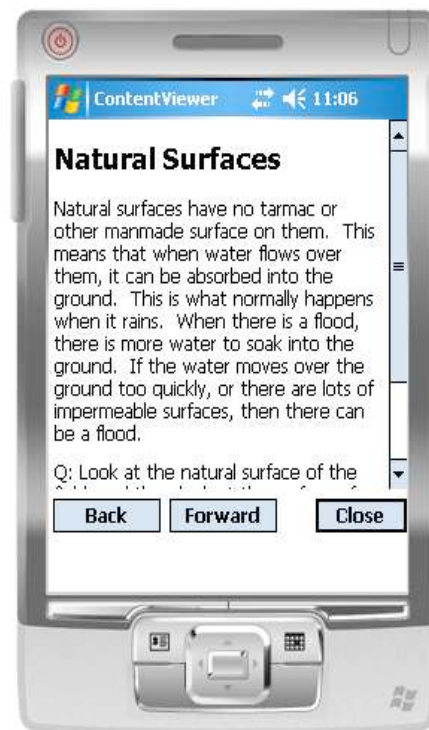 ContentViewer 11:06
Natural Surfaces
Natural surfaces have no tarmac or
other manmade surface on them. This
means that when water flows over
them, it can be absorbed into the
ground. This is what normally happens
when it rains. When there is a flood,
there is more water to soak into the
ground. If the water moves over the
ground too quickly, or there are lots of
impermeable surfaces, then there can
be a flood.
Q: Look at the natural surface of the
Back Forward Close